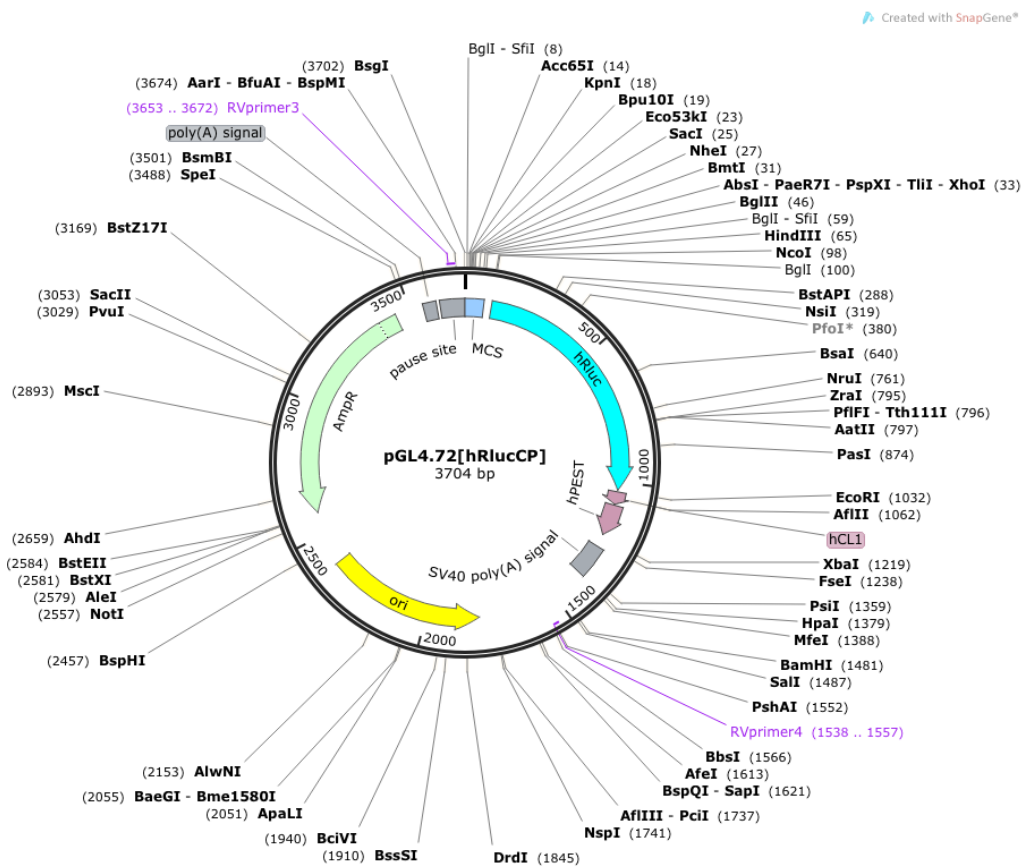 Created with SnapGene®
(3702) BsgI
(3674) AarI - BfuAI - BspMI
(3653 .. 3672) RVprimer3
poly(A) signal
(3501) BsmBI
(3488) SpeI
(3169) BstZ17I
(3053) SacII
(3029) PvuI
(2893) MscI
(2659) AhdI
(2584) BstEII
(2581) BstXI
(2579) AleI
(2557) NotI
(2457) BspHI
(2153) AlwNI
(2055) BaeGI - Bme1580I
(2051) ApaLI
(1940) BciVI
(1910) BssSI
BglI - SfiI (8)
Acc65I (14)
KpnI (18)
Bpu10I (19)
Eco53kI (23)
SacI (25)
NheI (27)
BmtI (31)
AbsI - PaeR7I - PspXI - TliI - XhoI (33)
BglII (46)
BglI - SfiI (59)
HindIII (65)
NcoI (98)
BglI (100)
BstAPI (288)
NsiI (319)
PfoI* (380)
BsaI (640)
NruI (761)
ZraI (795)
PflFI - Tth111I (796)
AatII (797)
PasI (874)
EcoRI (1032)
AflII (1062)
hCL1
XbaI (1219)
FseI (1238)
PsiI (1359)
HpaI (1379)
MfeI (1388)
BamHI (1481)
SalI (1487)
PshAI (1552)
RVprimer4 (1538 .. 1557)
BbsI (1566)
AfeI (1613)
BspQI - SapI (1621)
AflIII - PciI (1737)
NspI (1741)
DrdI (1845)
500
1000
1500
2000
2500
3000
3500
pause site
MCS
hRluc
AmpR
hPEST
SV40 poly(A) signal
ori
pGL4.72[hRlucCP]
3704 bp